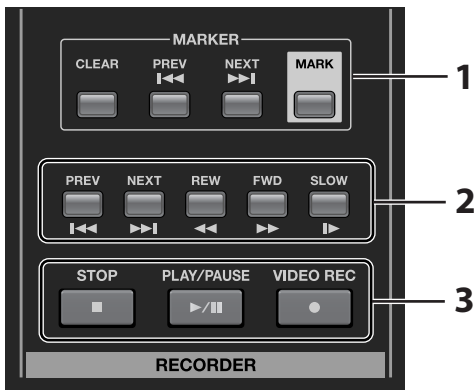 MARKER
CLEAR PREV NEXT MARK
1
PREV NEXT REW FWD SLOW
2
STOP PLAY/PAUSE VIDEO REC
3
RECORDER